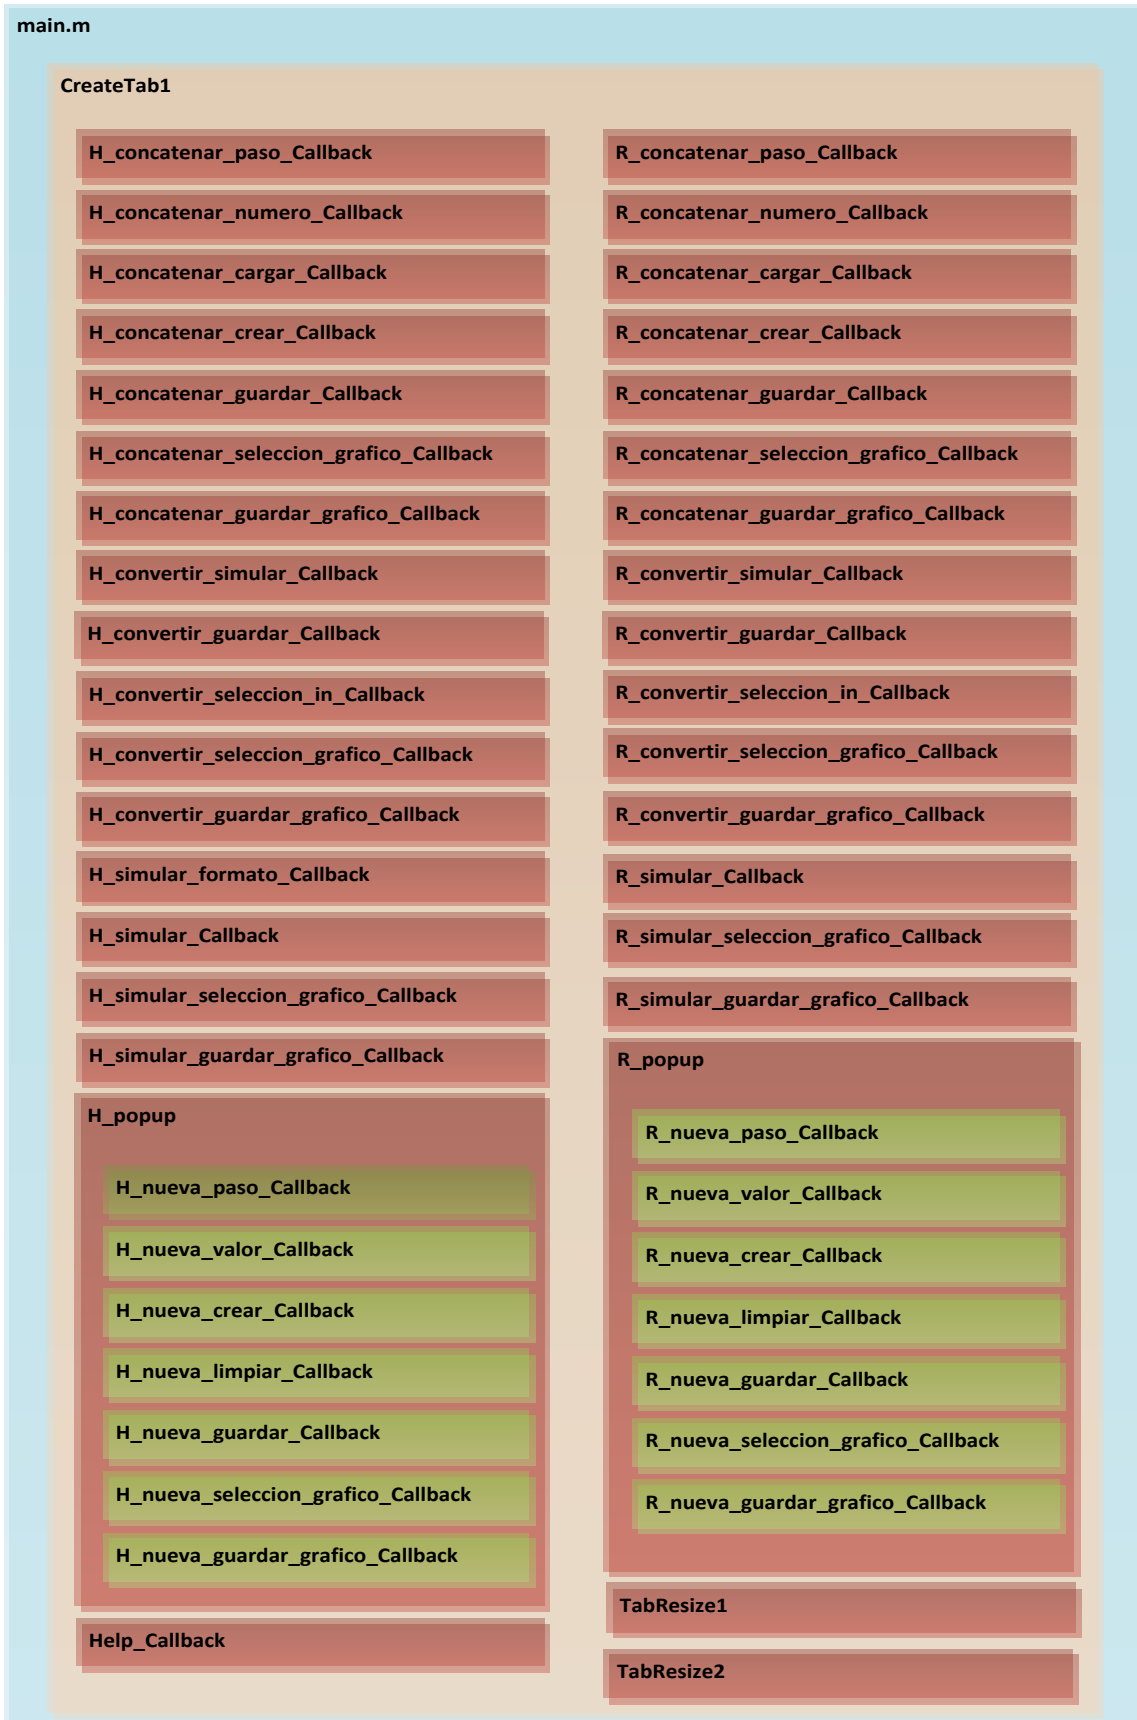 main.m
CreateTab1
H_concatenar_paso_Callback
H_concatenar_numero_Callback
H_concatenar_cargar_Callback
H_concatenar_crear_Callback
H_concatenar_guardar_Callback
H_concatenar_seleccion_grafico_Callback
H_concatenar_guardar_grafico_Callback
H_convertir_simular_Callback
H_convertir_guardar_Callback
H_convertir_seleccion_in_Callback
H_convertir_seleccion_grafico_Callback
H_convertir_guardar_grafico_Callback
H_simular_formato_Callback
H_simular_Callback
H_simular_seleccion_grafico_Callback
H_simular_guardar_grafico_Callback
H_popup
H_nueva_paso_Callback
H_nueva_valor_Callback
H_nueva_crear_Callback
H_nueva_limpiar_Callback
H_nueva_guardar_Callback
H_nueva_seleccion_grafico_Callback
H_nueva_guardar_grafico_Callback
Help_Callback
R_concatenar_paso_Callback
R_concatenar_numero_Callback
R_concatenar_cargar_Callback
R_concatenar_crear_Callback
R_concatenar_guardar_Callback
R_concatenar_seleccion_grafico_Callback
R_concatenar_guardar_grafico_Callback
R_convertir_simular_Callback
R_convertir_guardar_Callback
R_convertir_seleccion_in_Callback
R_convertir_seleccion_grafico_Callback
R_convertir_guardar_grafico_Callback
R_simular_Callback
R_simular_seleccion_grafico_Callback
R_simular_guardar_grafico_Callback
R_popup
R_nueva_paso_Callback
R_nueva_valor_Callback
R_nueva_crear_Callback
R_nueva_limpiar_Callback
R_nueva_guardar_Callback
R_nueva_seleccion_grafico_Callback
R_nueva_guardar_grafico_Callback
TabResize1
TabResize2